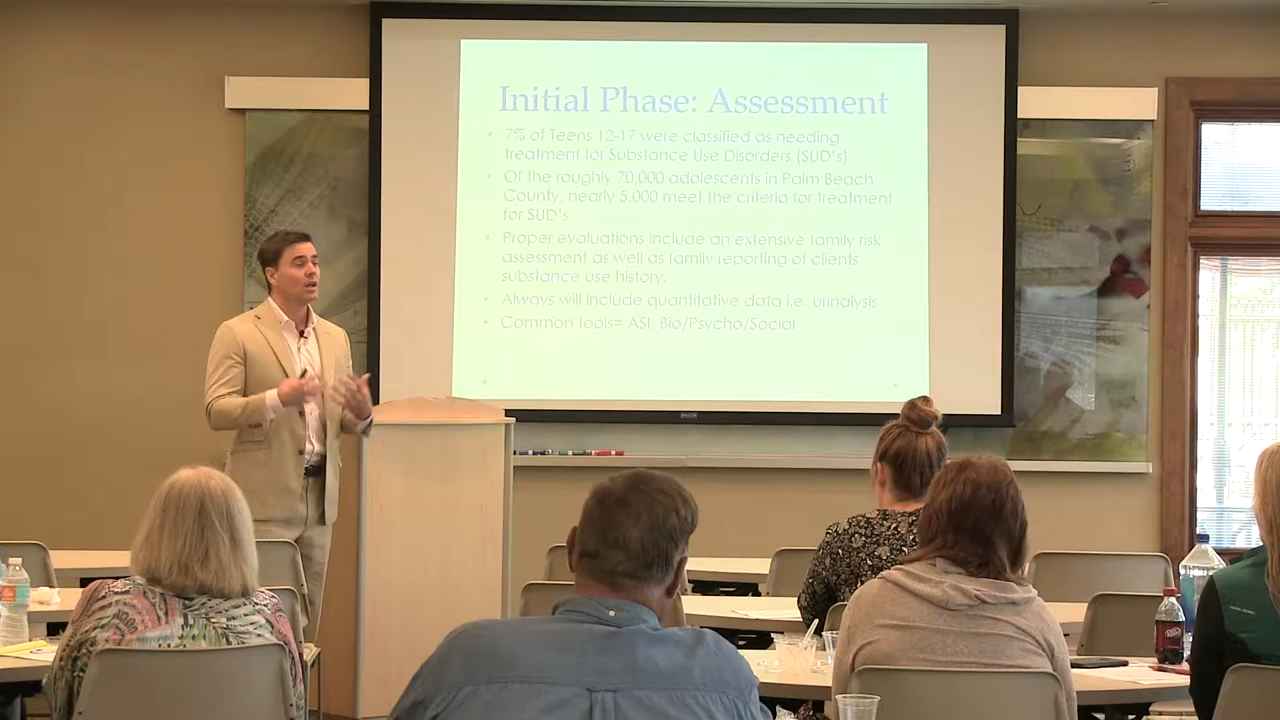 Initial Phase: Assessment
• 7% of Teens 12-17 were classified as needing
treatment for Substance Use Disorders (SUD's)
• Of the roughly 70,000 adolescents in Palm Beach
nearly 5,000 meet the criteria for treatment
for SUD's
• Proper evaluations include an extensive family risk
assessment as well as family reporting of clients
substance use history.
• Always will include quantitative data i.e. urinalysis
• Common tools= ASI, Bio/Psycho/Social